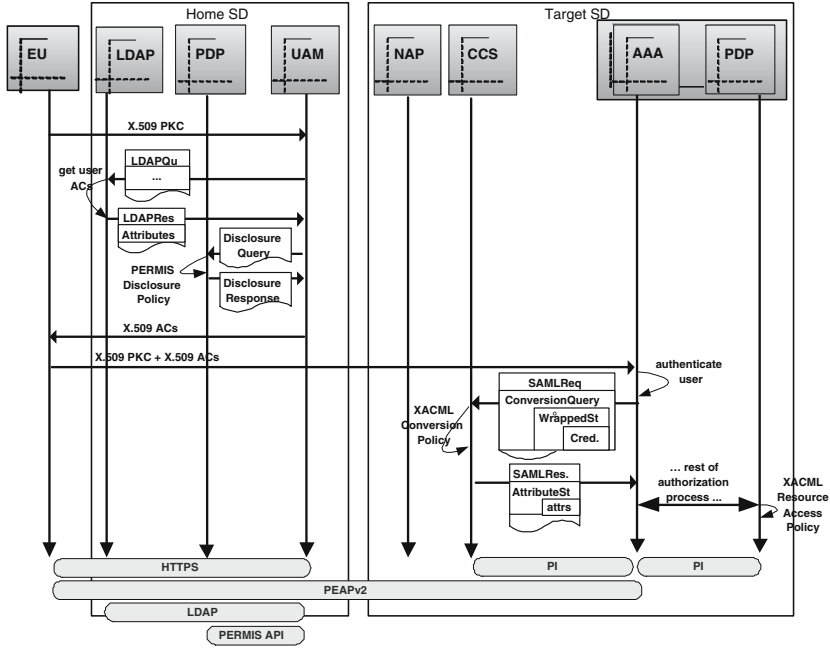 Home SD
Target SD
EU
LDAP
PDP
UAM
NAP
CCS
AAA
PDP
X.509 PKC
LDAPQu
...
get user
ACs
LDAPRes
Attributes
Disclosure
Query
PERMIS
Disclosure
Policy
Disclosure
Response
X.509 ACs
X.509 PKC + X.509 ACs
authenticate
user
SAMLReq
ConversionQuery
WrappedSt
Cred.
XACML
Conversion
Policy
SAMLRes.
AttributeSt
attrs
... rest of
authorization
process ...
XACML
Resource
Access
Policy
HTTPS
PI
PI
PEAPv2
LDAP
PERMIS API